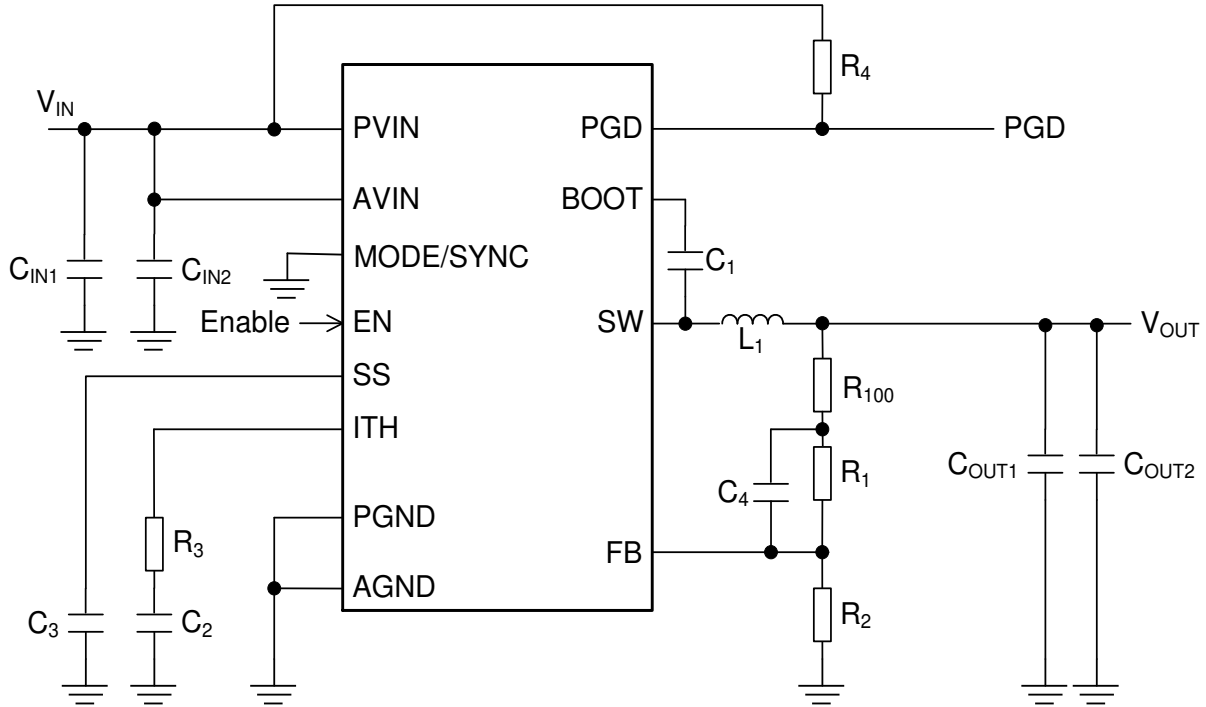 R4
VIN
PVIN
PGD
PGD
AVIN
BOOT
MODE/SYNC
CIN1
CIN2
C1
Enable
EN
SW
L1
VOUT
SS
R100
ITH
R1
COUT1
COUT2
C4
PGND
R3
FB
AGND
C3
C2
R2